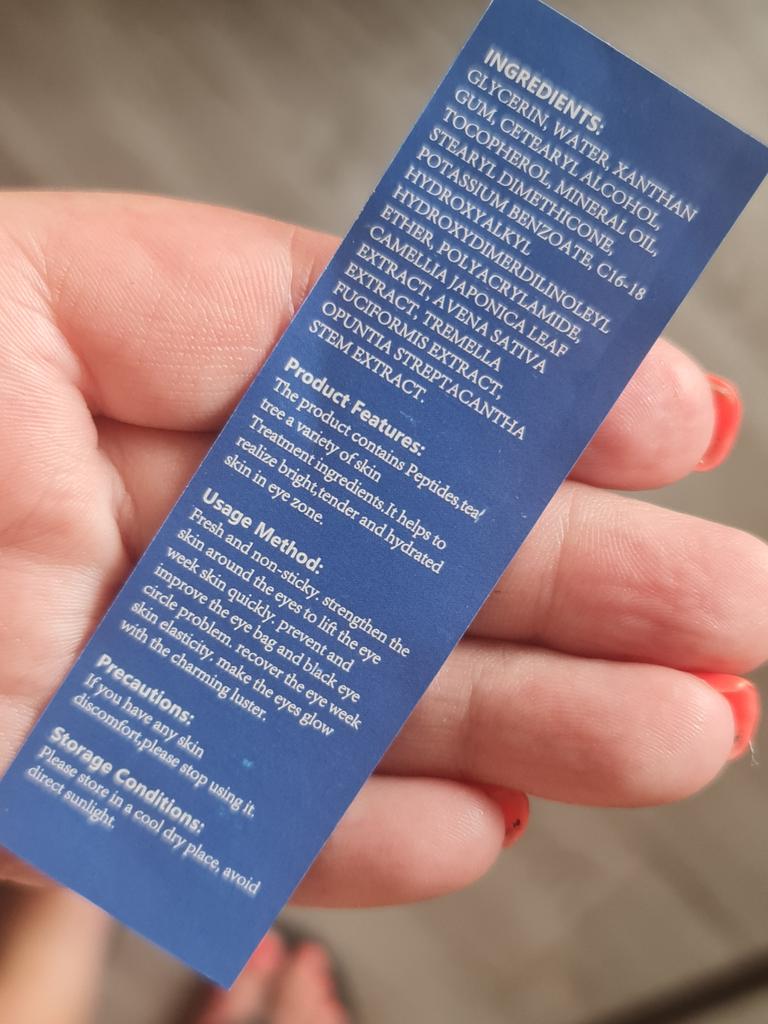 INGREDIENTS:
GLYCERIN, WATER, XANTHAN
GUM, CETEARYL ALCOHOL,
TOCOPHEROL, MINERAL OIL,
STEARYL DIMETHICONE,
POTASSIUM BENZOATE, C16-18
HYDROXYALKYL
HYDROXYDIMERDILINOLEYL
ETHER, POLYACRYLAMIDE,
CAMELLIA JAPONICA LEAF
EXTRACT, AVENA SATIVA
EXTRACT, TREMELLA
FUCIFORMIS EXTRACT,
OPUNTIA STREPTACANTHA
STEM EXTRACT.
Product Features:
The product contains Peptides,tea
tree a variety of skin
Treatment ingredients.It helps to
realize bright,tender and hydrated
skin in eye zone.
Usage Method:
Fresh and non-sticky. strengthen the
skin around the eyes to lift the eye
week skin quickly. prevent and
improve the eye bag and black eye
circle problem. recover the eye week
skin elasticity. make the eyes glow
with the charming luster.
Precautions:
If you have any skin
discomfort,please stop using it.
Storage Conditions:
Please store in a cool dry place, avoid
direct sunlight.